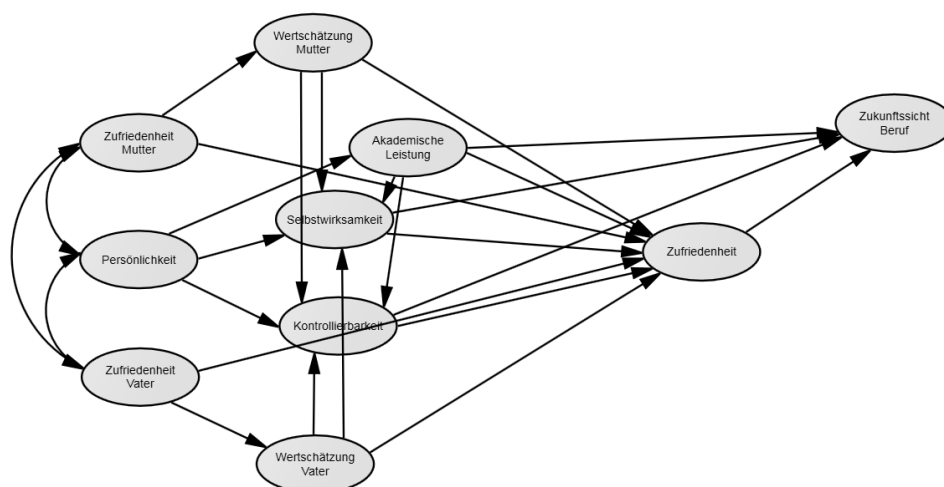 Wertschätzung
Mutter
Zufriedenheit
Mutter
Akademische
Leistung
Zukunftssicht
Beruf
Selbstwirksamkeit
Persönlichkeit
Zufriedenheit
Kontrollierbarkeit
Zufriedenheit
Vater
Wertschätzung
Vater